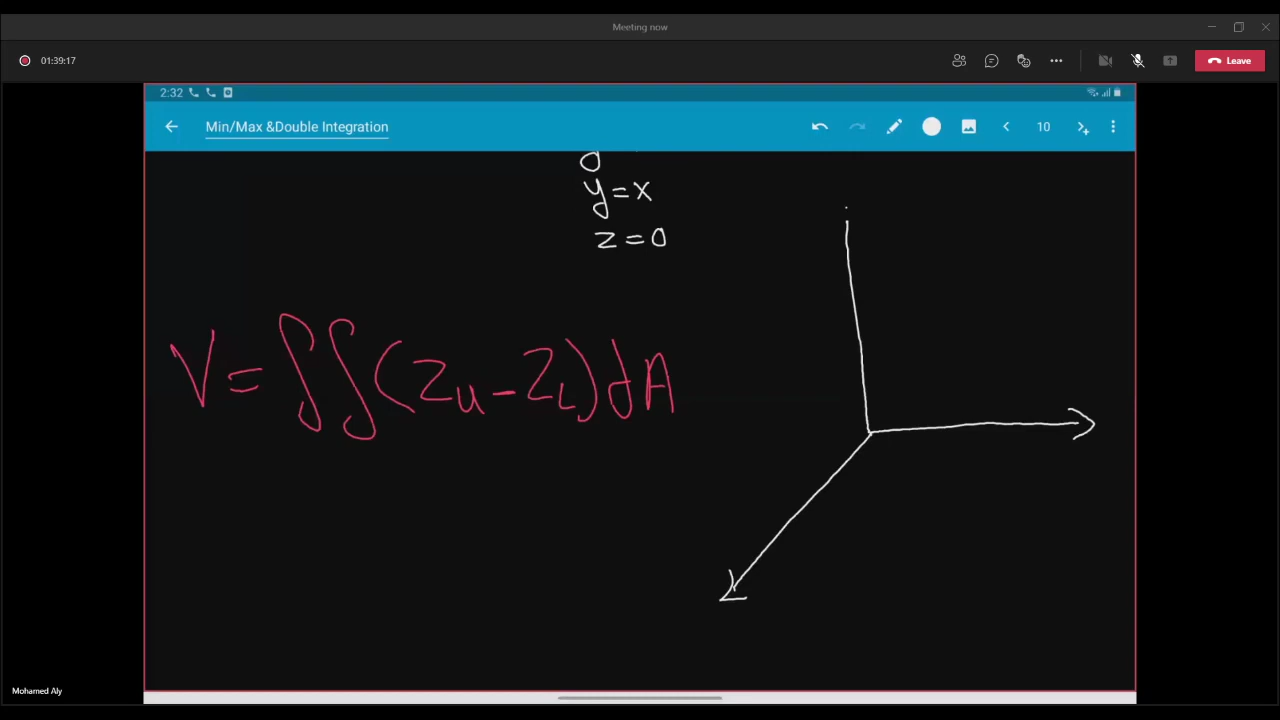 Meeting now
01:39:17
Leave
2:32
Min/Max &Double Integration
10
y=x
z=0
V=∬(Zu-ZL)dA
Mohamed Aly